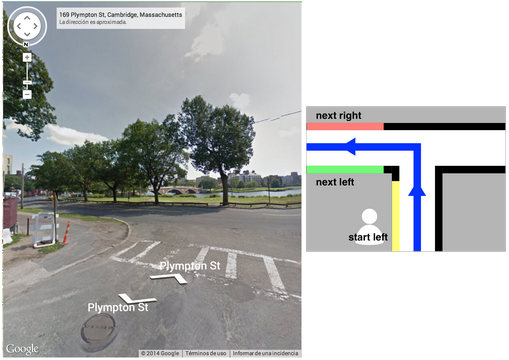 169 Plympton St, Cambridge, Massachusetts
La dirección es aproximada.
N
Plympton St
Plympton St
Google
© 2014 Google
Términos de uso
Informar de una incidencia
next right
next left
start left